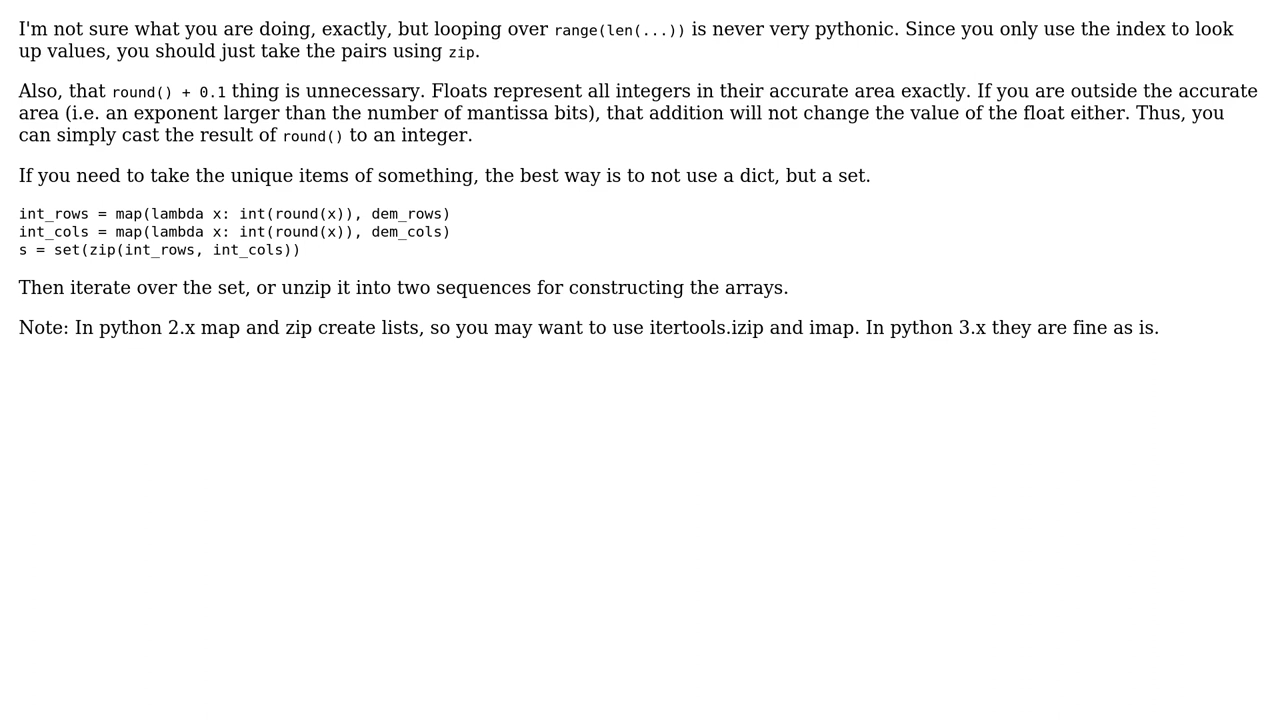 I'm not sure what you are doing, exactly, but looping over range(len(...)) is never very pythonic. Since you only use the index to look
up values, you should just take the pairs using zip.
Also, that round() + 0.1 thing is unnecessary. Floats represent all integers in their accurate area exactly. If you are outside the accurate
area (i.e. an exponent larger than the number of mantissa bits), that addition will not change the value of the float either. Thus, you
can simply cast the result of round() to an integer.
If you need to take the unique items of something, the best way is to not use a dict, but a set.
int_rows = map(lambda x: int(round(x)), dem_rows)
int_cols = map(lambda x: int(round(x)), dem_cols)
s = set(zip(int_rows, int_cols))
Then iterate over the set, or unzip it into two sequences for constructing the arrays.
Note: In python 2.x map and zip create lists, so you may want to use itertools.izip and imap. In python 3.x they are fine as is.